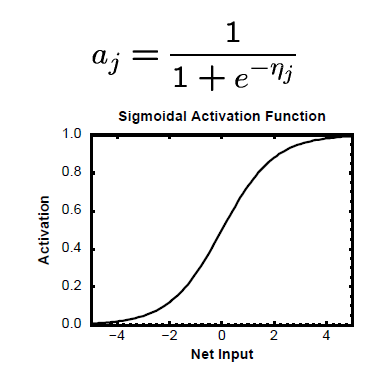 a_j = 1 / (1 + e^{-η_j})
Sigmoidal Activation Function
1.0
0.8
0.6
0.4
0.2
0.0
Activation
−4 −2 0 2 4
Net Input